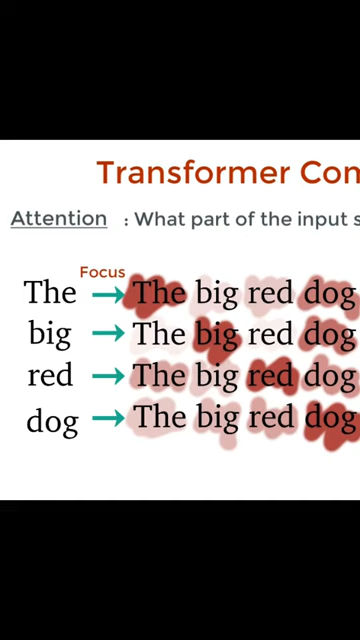 Transformer Com
Attention : What part of the input s
Focus
The → The big red dog
big → The big red dog
red → The big red dog
dog → The big red dog